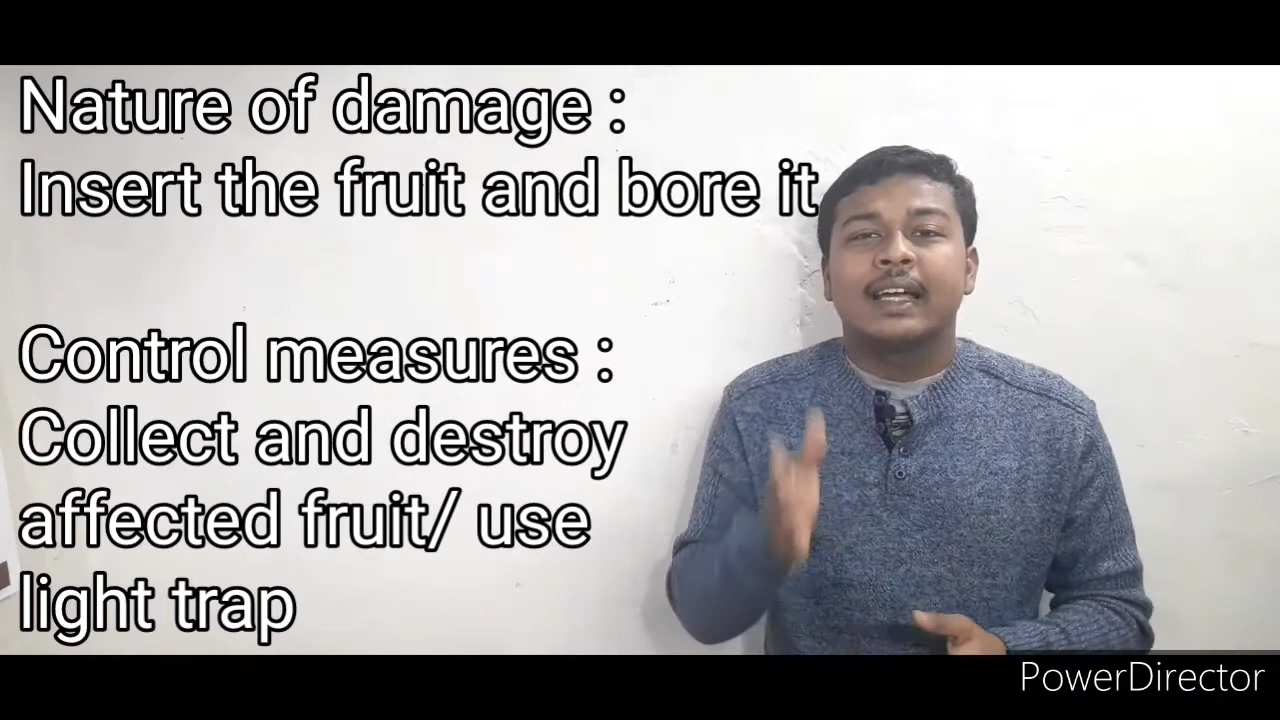 Nature of damage :
Insert the fruit and bore it
Control measures :
Collect and destroy
affected fruit/ use
light trap
PowerDirector